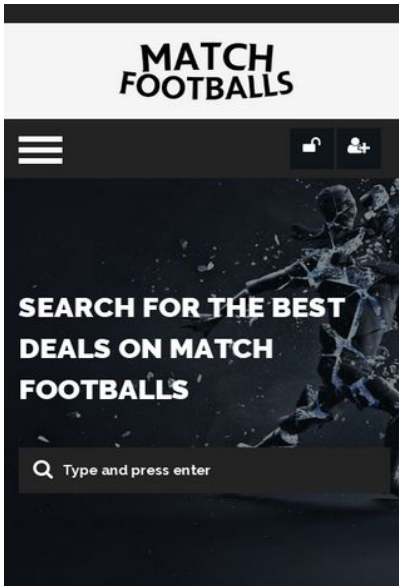 MATCH
FOOTBALLS
SEARCH FOR THE BEST
DEALS ON MATCH
FOOTBALLS
Type and press enter